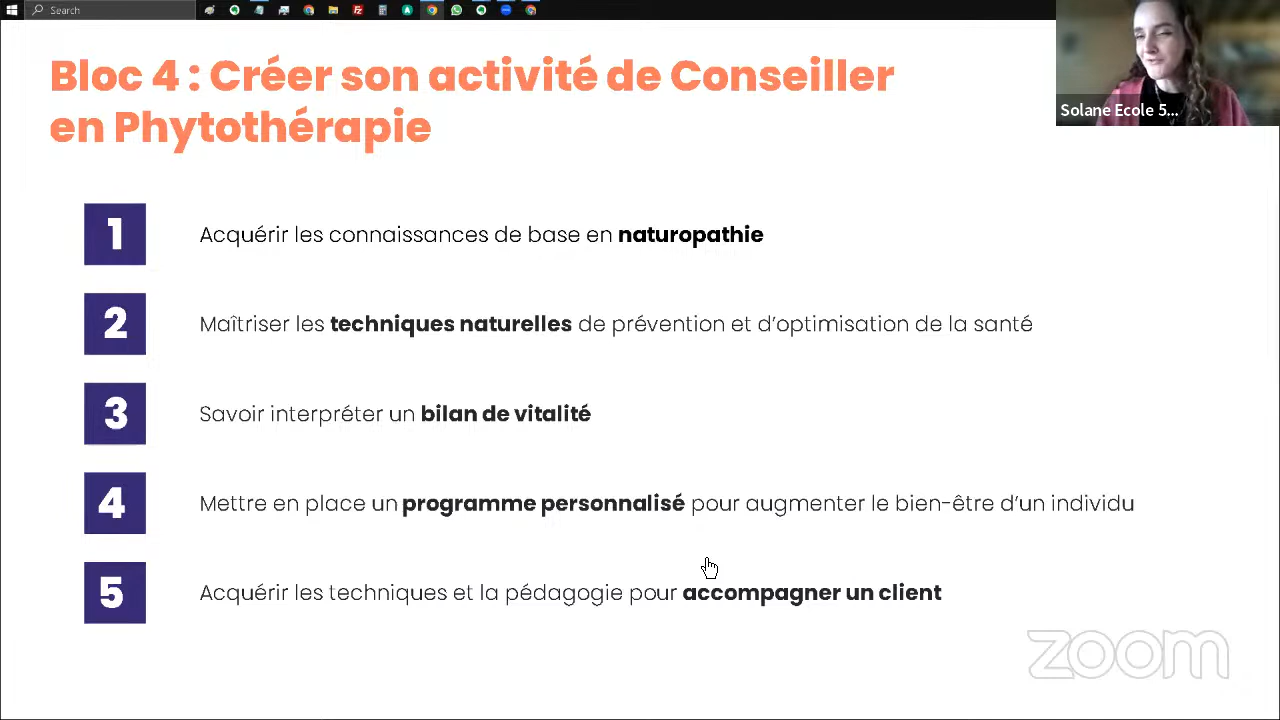 Search
Solane Ecole 5...
Bloc 4 : Créer son activité de Conseiller
en Phytothérapie
1
Acquérir les connaissances de base en naturopathie
2
Maîtriser les techniques naturelles de prévention et d’optimisation de la santé
3
Savoir interpréter un bilan de vitalité
4
Mettre en place un programme personnalisé pour augmenter le bien-être d’un individu
5
Acquérir les techniques et la pédagogie pour accompagner un client
zoom